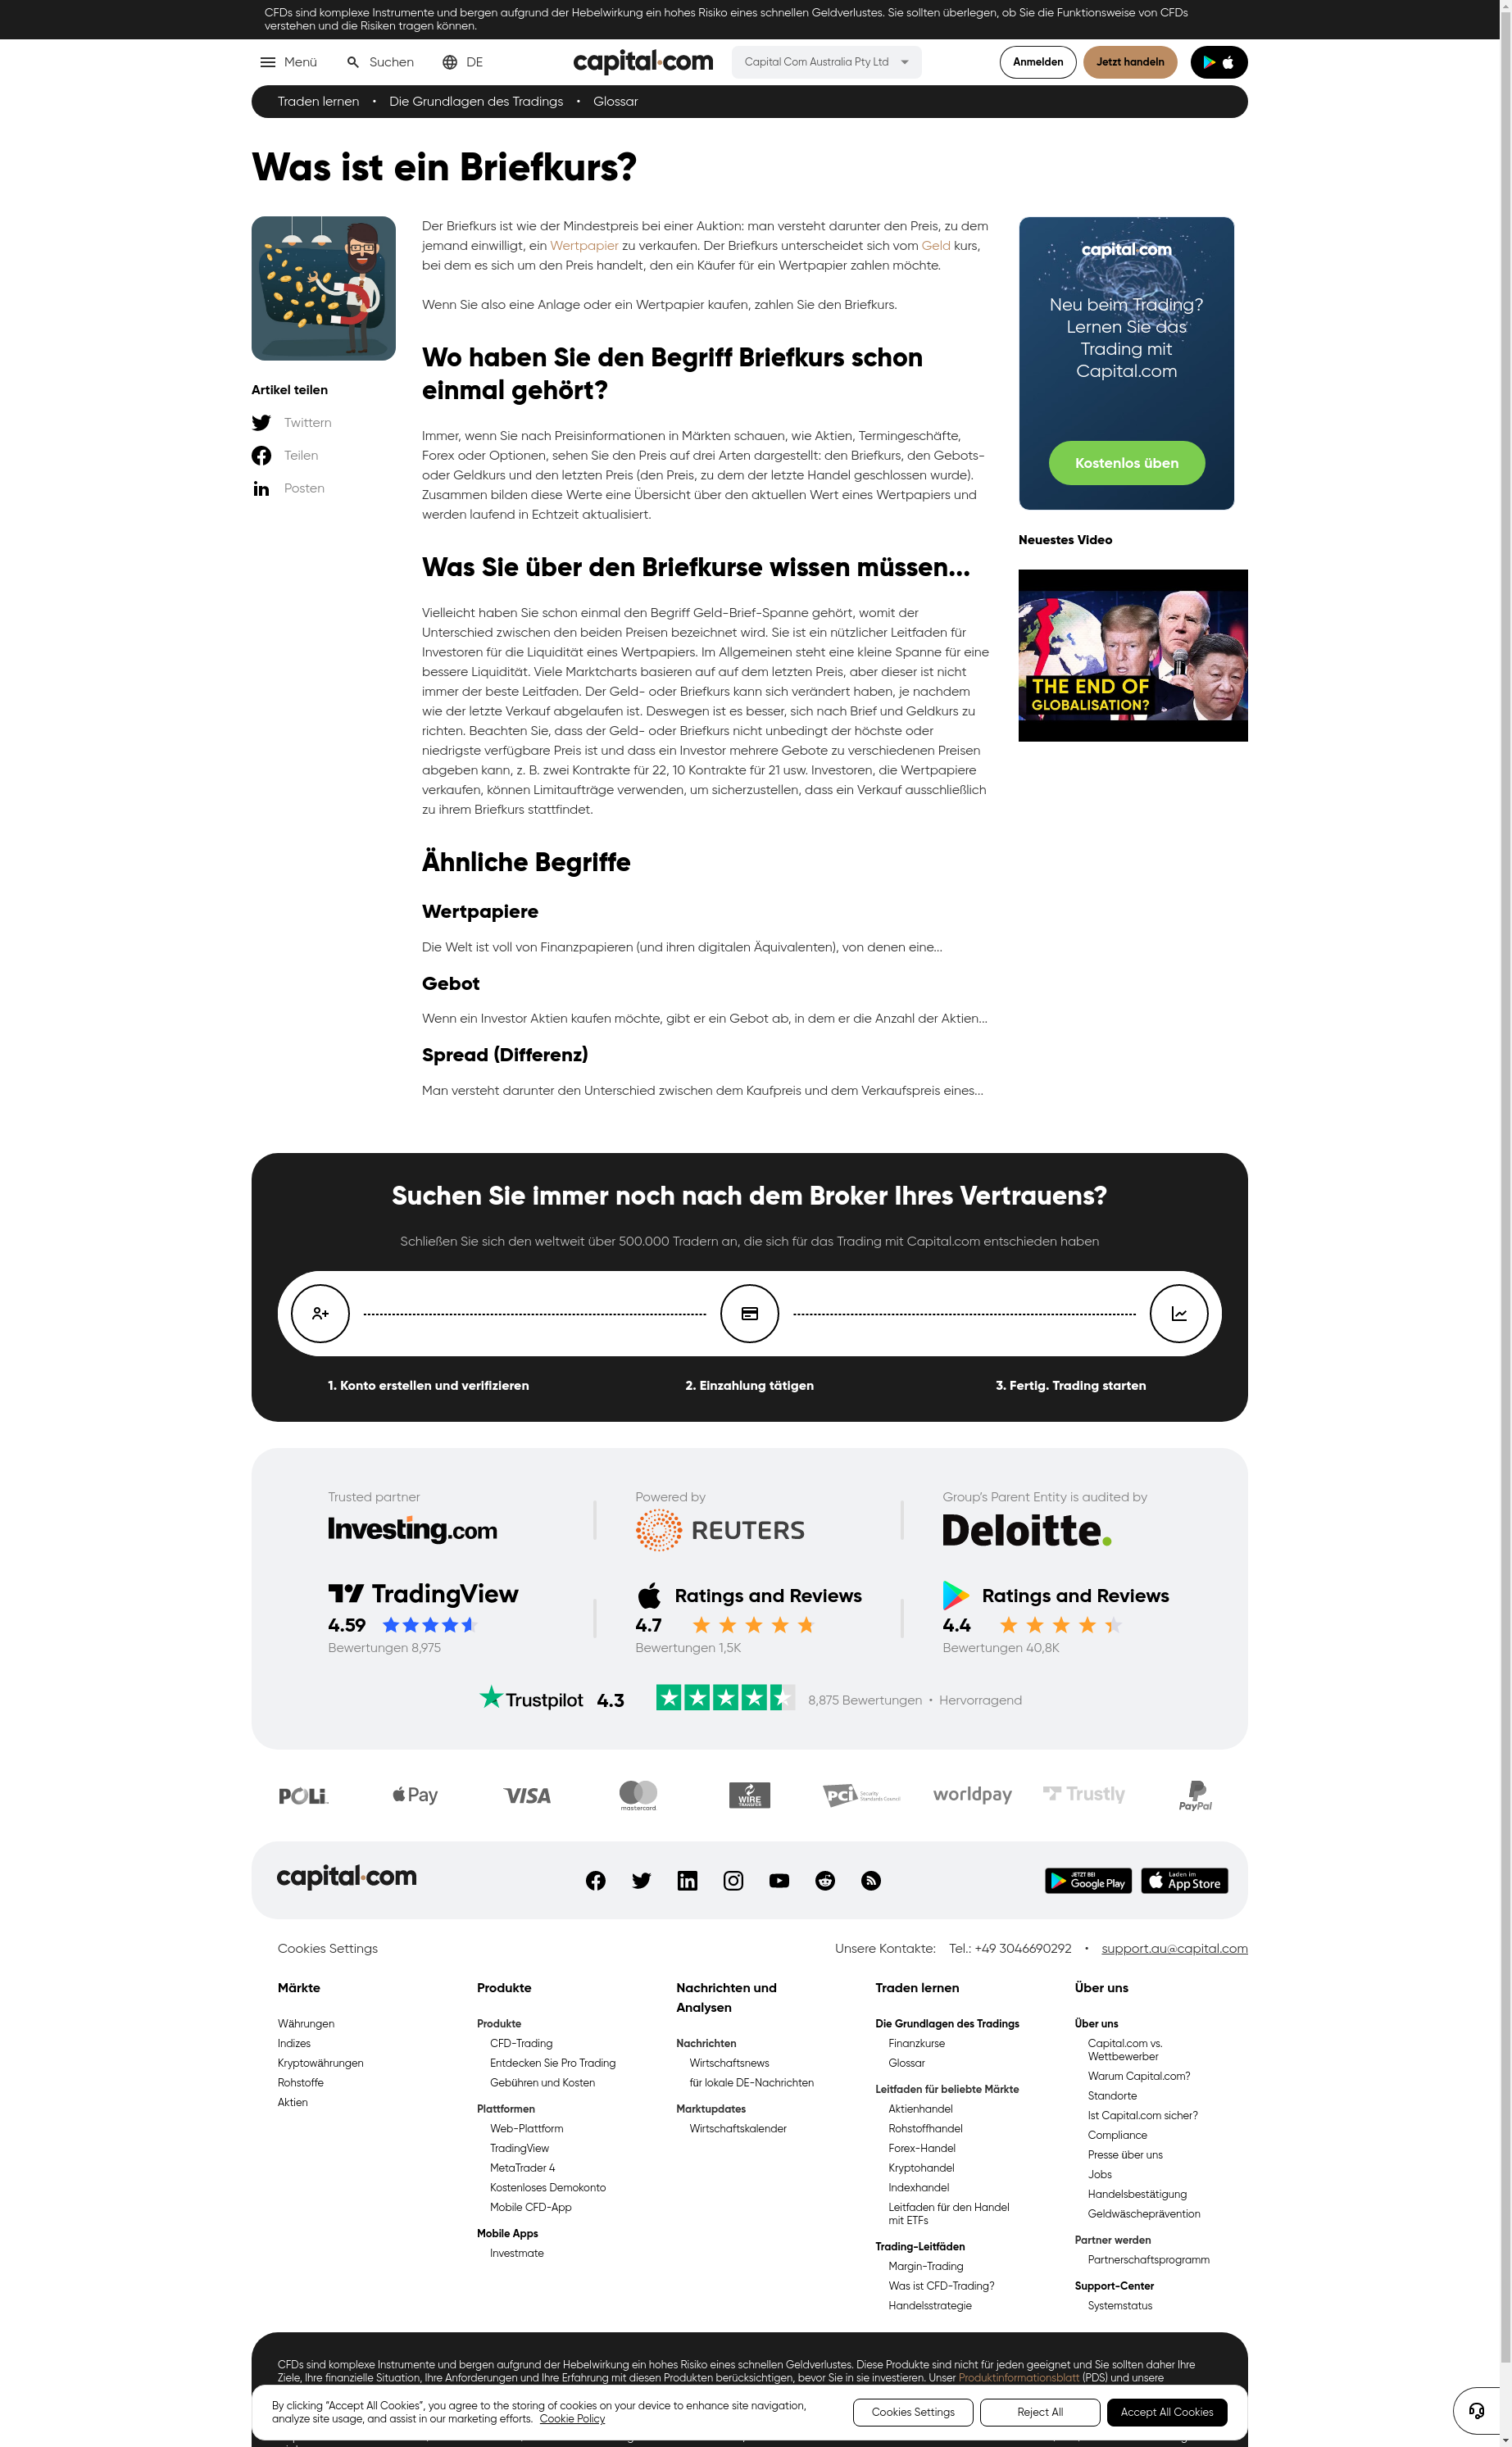 CFDs sind komplexe Instrumente und bergen aufgrund der Hebelwirkung ein hohes Risiko eines schnellen Geldverlustes. Sie sollten überlegen, ob Sie die Funktionsweise von CFDs
verstehen und die Risiken tragen können.
Menü
Suchen
DE
capital.com
Capital Com Australia Pty Ltd
Anmelden
Jetzt handeln
Traden lernen • Die Grundlagen des Tradings • Glossar
Was ist ein Briefkurs?
Der Briefkurs ist wie der Mindestpreis bei einer Auktion: man versteht darunter den Preis, zu dem
jemand einwilligt, ein Wertpapier zu verkaufen. Der Briefkurs unterscheidet sich vom Geld kurs,
bei dem es sich um den Preis handelt, den ein Käufer für ein Wertpapier zahlen möchte.
Wenn Sie also eine Anlage oder ein Wertpapier kaufen, zahlen Sie den Briefkurs.
Artikel teilen
Twittern
Teilen
Posten
Wo haben Sie den Begriff Briefkurs schon
einmal gehört?
Immer, wenn Sie nach Preisinformationen in Märkten schauen, wie Aktien, Termingeschäfte,
Forex oder Optionen, sehen Sie den Preis auf drei Arten dargestellt: den Briefkurs, den Gebots-
oder Geldkurs und den letzten Preis (den Preis, zu dem der letzte Handel geschlossen wurde).
Zusammen bilden diese Werte eine Übersicht über den aktuellen Wert eines Wertpapiers und
werden laufend in Echtzeit aktualisiert.
Was Sie über den Briefkurse wissen müssen...
Vielleicht haben Sie schon einmal den Begriff Geld-Brief-Spanne gehört, womit der
Unterschied zwischen den beiden Preisen bezeichnet wird. Sie ist ein nützlicher Leitfaden für
Investoren für die Liquidität eines Wertpapiers. Im Allgemeinen steht eine kleine Spanne für eine
bessere Liquidität. Viele Marktcharts basieren auf auf dem letzten Preis, aber dieser ist nicht
immer der beste Leitfaden. Der Geld- oder Briefkurs kann sich verändert haben, je nachdem
wie der letzte Verkauf abgelaufen ist. Deswegen ist es besser, sich nach Brief und Geldkurs zu
richten. Beachten Sie, dass der Geld- oder Briefkurs nicht unbedingt der höchste oder
niedrigste verfügbare Preis ist und dass ein Investor mehrere Gebote zu verschiedenen Preisen
abgeben kann, z. B. zwei Kontrakte für 22, 10 Kontrakte für 21 usw. Investoren, die Wertpapiere
verkaufen, können Limitaufträge verwenden, um sicherzustellen, dass ein Verkauf ausschließlich
zu ihrem Briefkurs stattfindet.
Ähnliche Begriffe
Wertpapiere
Die Welt ist voll von Finanzpapieren (und ihren digitalen Äquivalenten), von denen eine...
Gebot
Wenn ein Investor Aktien kaufen möchte, gibt er ein Gebot ab, in dem er die Anzahl der Aktien...
Spread (Differenz)
Man versteht darunter den Unterschied zwischen dem Kaufpreis und dem Verkaufspreis eines...
capital.com
Neu beim Trading?
Lernen Sie das
Trading mit
Capital.com
Kostenlos üben
Neuestes Video
THE END OF
GLOBALISATION?
Suchen Sie immer noch nach dem Broker Ihres Vertrauens?
Schließen Sie sich den weltweit über 500.000 Tradern an, die sich für das Trading mit Capital.com entschieden haben
1. Konto erstellen und verifizieren
2. Einzahlung tätigen
3. Fertig. Trading starten
Trusted partner
Investing.com
Powered by
REUTERS
Group's Parent Entity is audited by
Deloitte.
TradingView
4.59
Bewertungen 8,975
Ratings and Reviews
4.7
Bewertungen 1,5K
Ratings and Reviews
4.4
Bewertungen 40,8K
Trustpilot 4.3
8,875 Bewertungen • Hervorragend
POLi
Pay
VISA
mastercard
WIRE
TRANSFER
PCI Security
Standards Council
worldpay
Trustly
PayPal
capital.com
JETZT BEI
Google Play
Laden im
App Store
Cookies Settings
Unsere Kontakte: Tel.: +49 3046690292 • support.au@capital.com
Märkte
Währungen
Indizes
Kryptowährungen
Rohstoffe
Aktien
Produkte
Produkte
CFD-Trading
Entdecken Sie Pro Trading
Gebühren und Kosten
Plattformen
Web-Plattform
TradingView
MetaTrader 4
Kostenloses Demokonto
Mobile CFD-App
Mobile Apps
Investmate
Nachrichten und
Analysen
Nachrichten
Wirtschaftsnews
für lokale DE-Nachrichten
Marktupdates
Wirtschaftskalender
Traden lernen
Die Grundlagen des Tradings
Finanzkurse
Glossar
Leitfaden für beliebte Märkte
Aktienhandel
Rohstoffhandel
Forex-Handel
Kryptohandel
Indexhandel
Leitfaden für den Handel
mit ETFs
Trading-Leitfäden
Margin-Trading
Was ist CFD-Trading?
Handelsstrategie
Über uns
Über uns
Capital.com vs.
Wettbewerber
Warum Capital.com?
Standorte
Ist Capital.com sicher?
Compliance
Presse über uns
Jobs
Handelsbestätigung
Geldwäscheprävention
Partner werden
Partnerschaftsprogramm
Support-Center
Systemstatus
CFDs sind komplexe Instrumente und bergen aufgrund der Hebelwirkung ein hohes Risiko eines schnellen Geldverlustes. Diese Produkte sind nicht für jeden geeignet und Sie sollten daher Ihre
Ziele, Ihre finanzielle Situation, Ihre Anforderungen und Ihre Erfahrung mit diesen Produkten berücksichtigen, bevor Sie in sie investieren. Unser Produktinformationsblatt (PDS) und unsere
By clicking "Accept All Cookies", you agree to the storing of cookies on your device to enhance site navigation,
analyze site usage, and assist in our marketing efforts. Cookie Policy
Cookies Settings
Reject All
Accept All Cookies